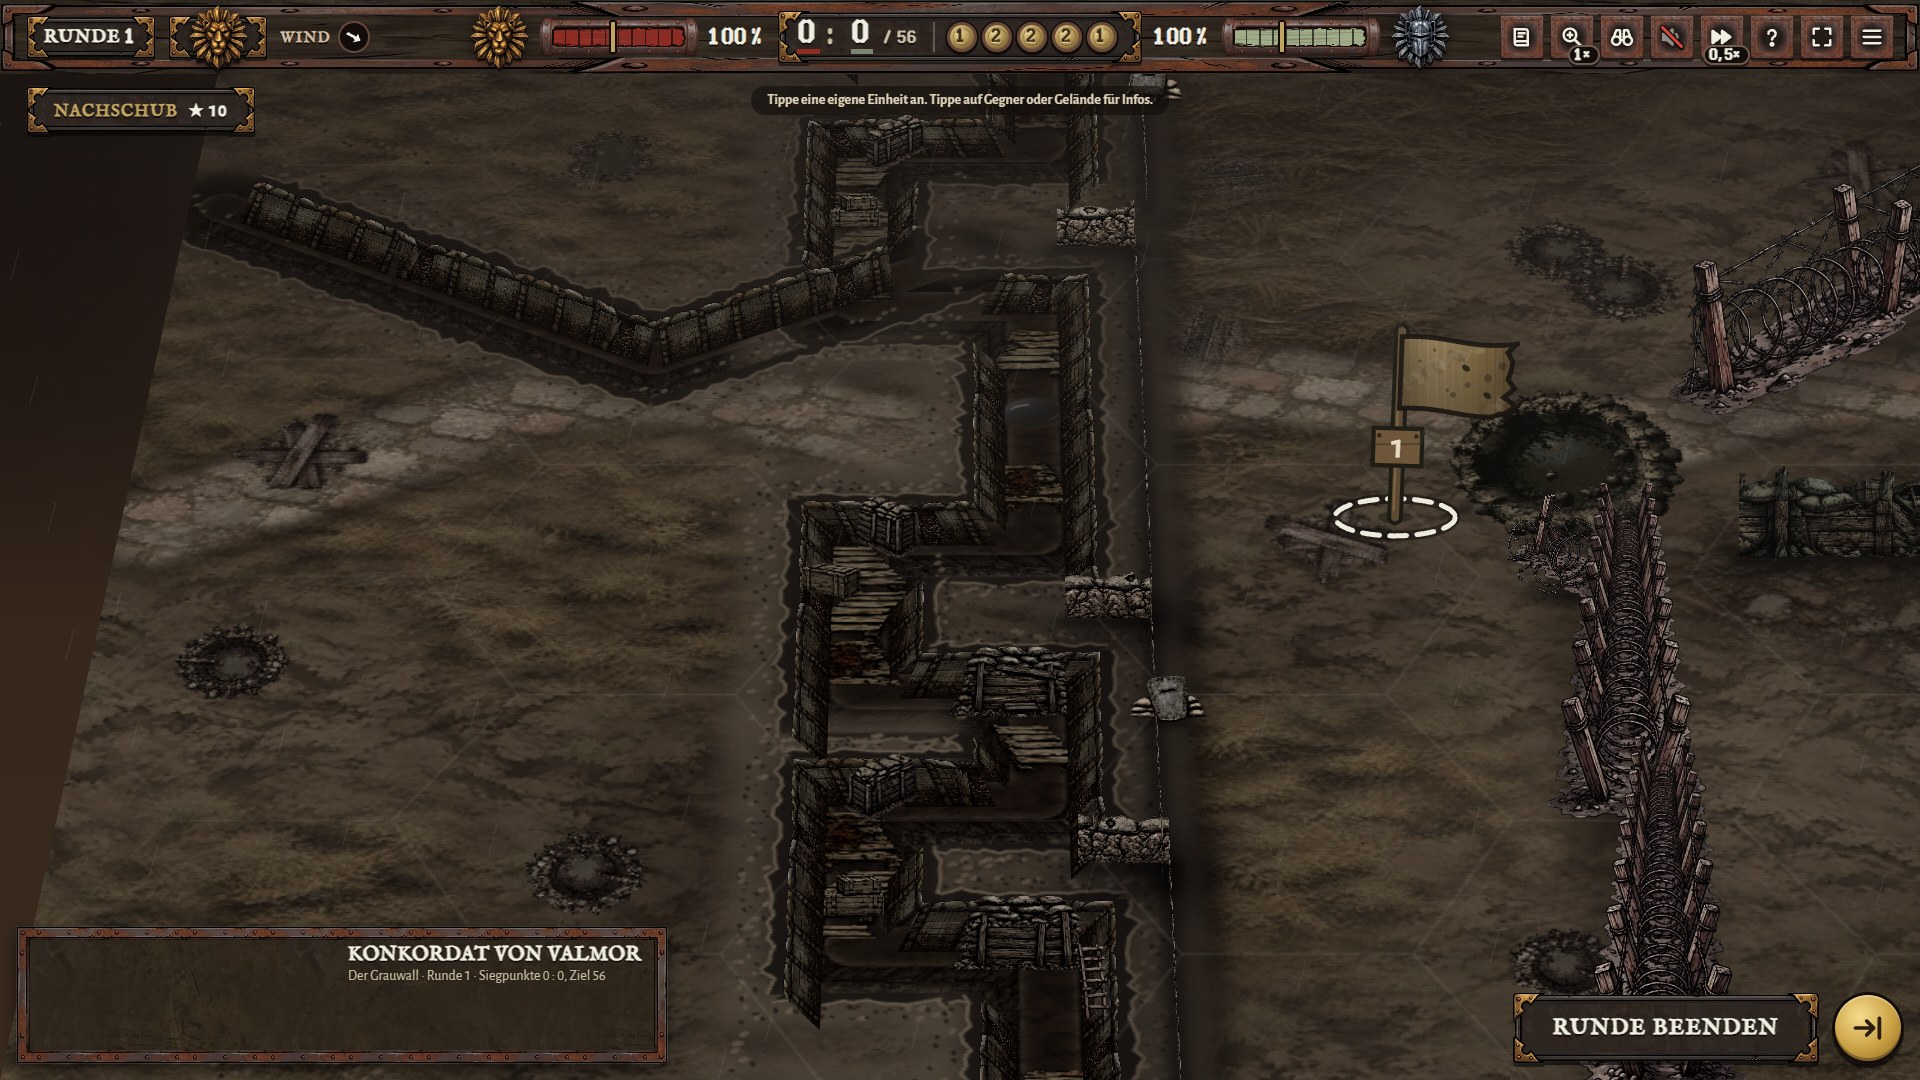 RUNDE 1
WIND
100 %
0 : 0 / 56
1 2 2 2 1
100 %
1×
0,5×
?
NACHSCHUB ★ 10
Tippe eine eigene Einheit an. Tippe auf Gegner oder Gelände für Infos.
1
KONKORDAT VON VALMOR
Der Grauwall · Runde 1 · Siegpunkte 0 : 0, Ziel 56
RUNDE BEENDEN